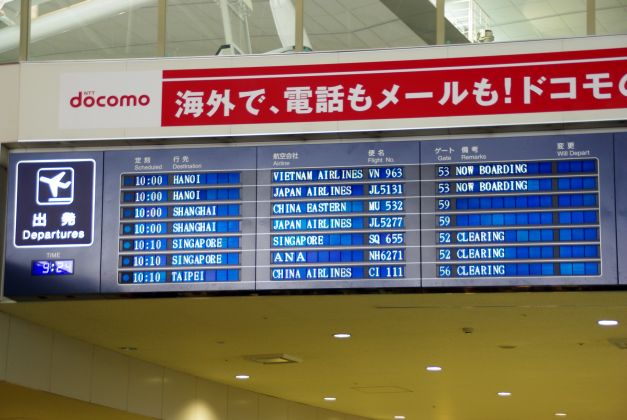 NTT
docomo
海外で、電話もメールも！ドコモの
出発
Departures
TIME
9:24
定刻 行先 航空会社 便名 ゲート 備考 変更
Scheduled Destination Airline Flight No. Gate Remarks Will Depart
10:00 HANOI VIETNAM AIRLINES VN 963 53 NOW BOARDING
10:00 HANOI JAPAN AIRLINES JL5131 53 NOW BOARDING
10:00 SHANGHAI CHINA EASTERN MU 532 59
10:00 SHANGHAI JAPAN AIRLINES JL5277 59
10:10 SINGAPORE SINGAPORE SQ 655 52 CLEARING
10:10 SINGAPORE ANA NH6271 52 CLEARING
10:10 TAIPEI CHINA AIRLINES CI 111 56 CLEARING